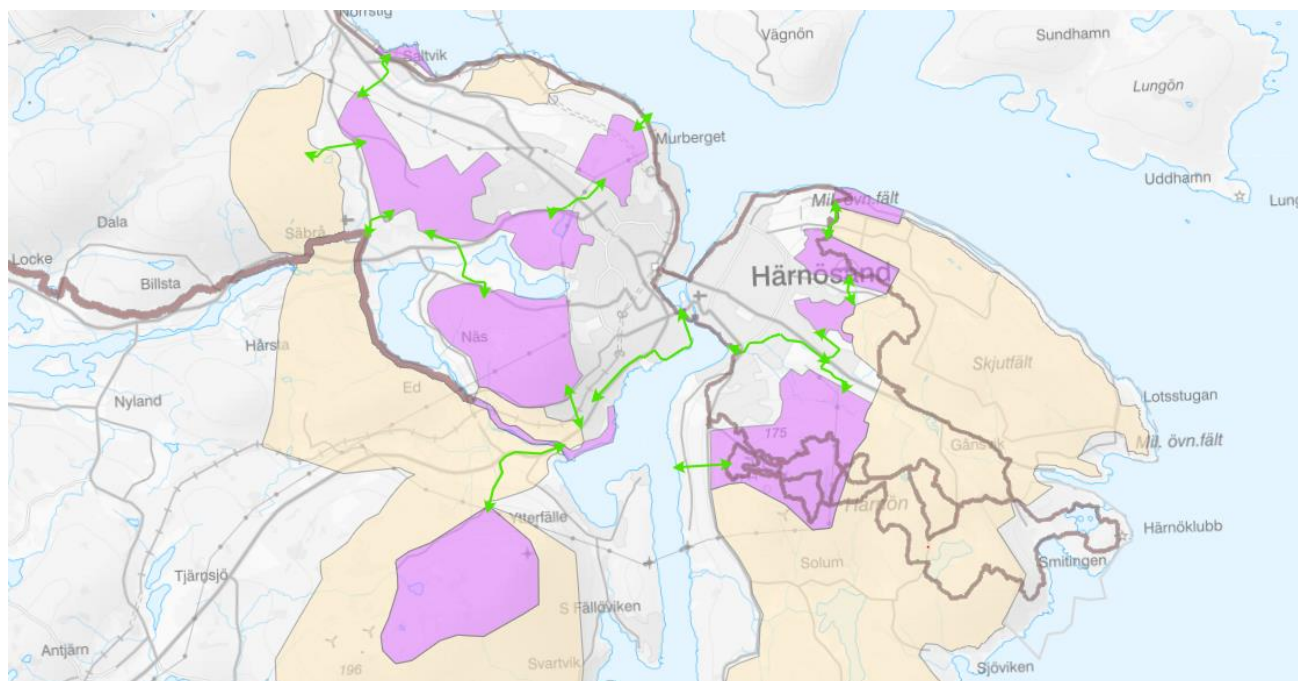 Norrstig
Vägnön
Sundhamn
Saltvik
Lungön
Murberget
Uddhamn
Mil. övn.fält
Dala
Säbrå
Locke
Billsta
Härnösand
Näs
Hårsta
Skjutfält
Ed
Lotsstugan
Nyland
175
Gånsvik
Mil. övn.fält
Härnön
Ytterfälle
Härnöklubb
Solum
Smitingen
Tjärnsjö
S Fällöviken
Antjärn
Svartvik
196
Sjöviken